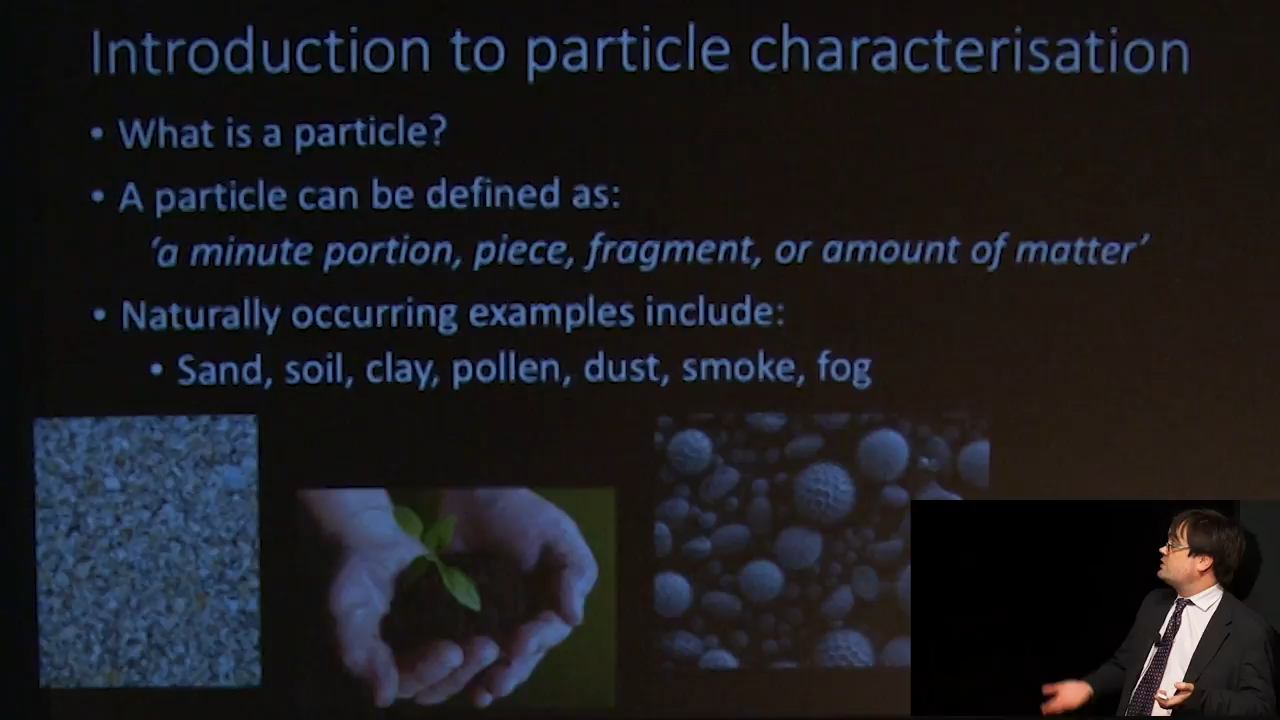 Introduction to particle characterisation
• What is a particle?
• A particle can be defined as:
‘a minute portion, piece, fragment, or amount of matter’
• Naturally occurring examples include:
• Sand, soil, clay, pollen, dust, smoke, fog